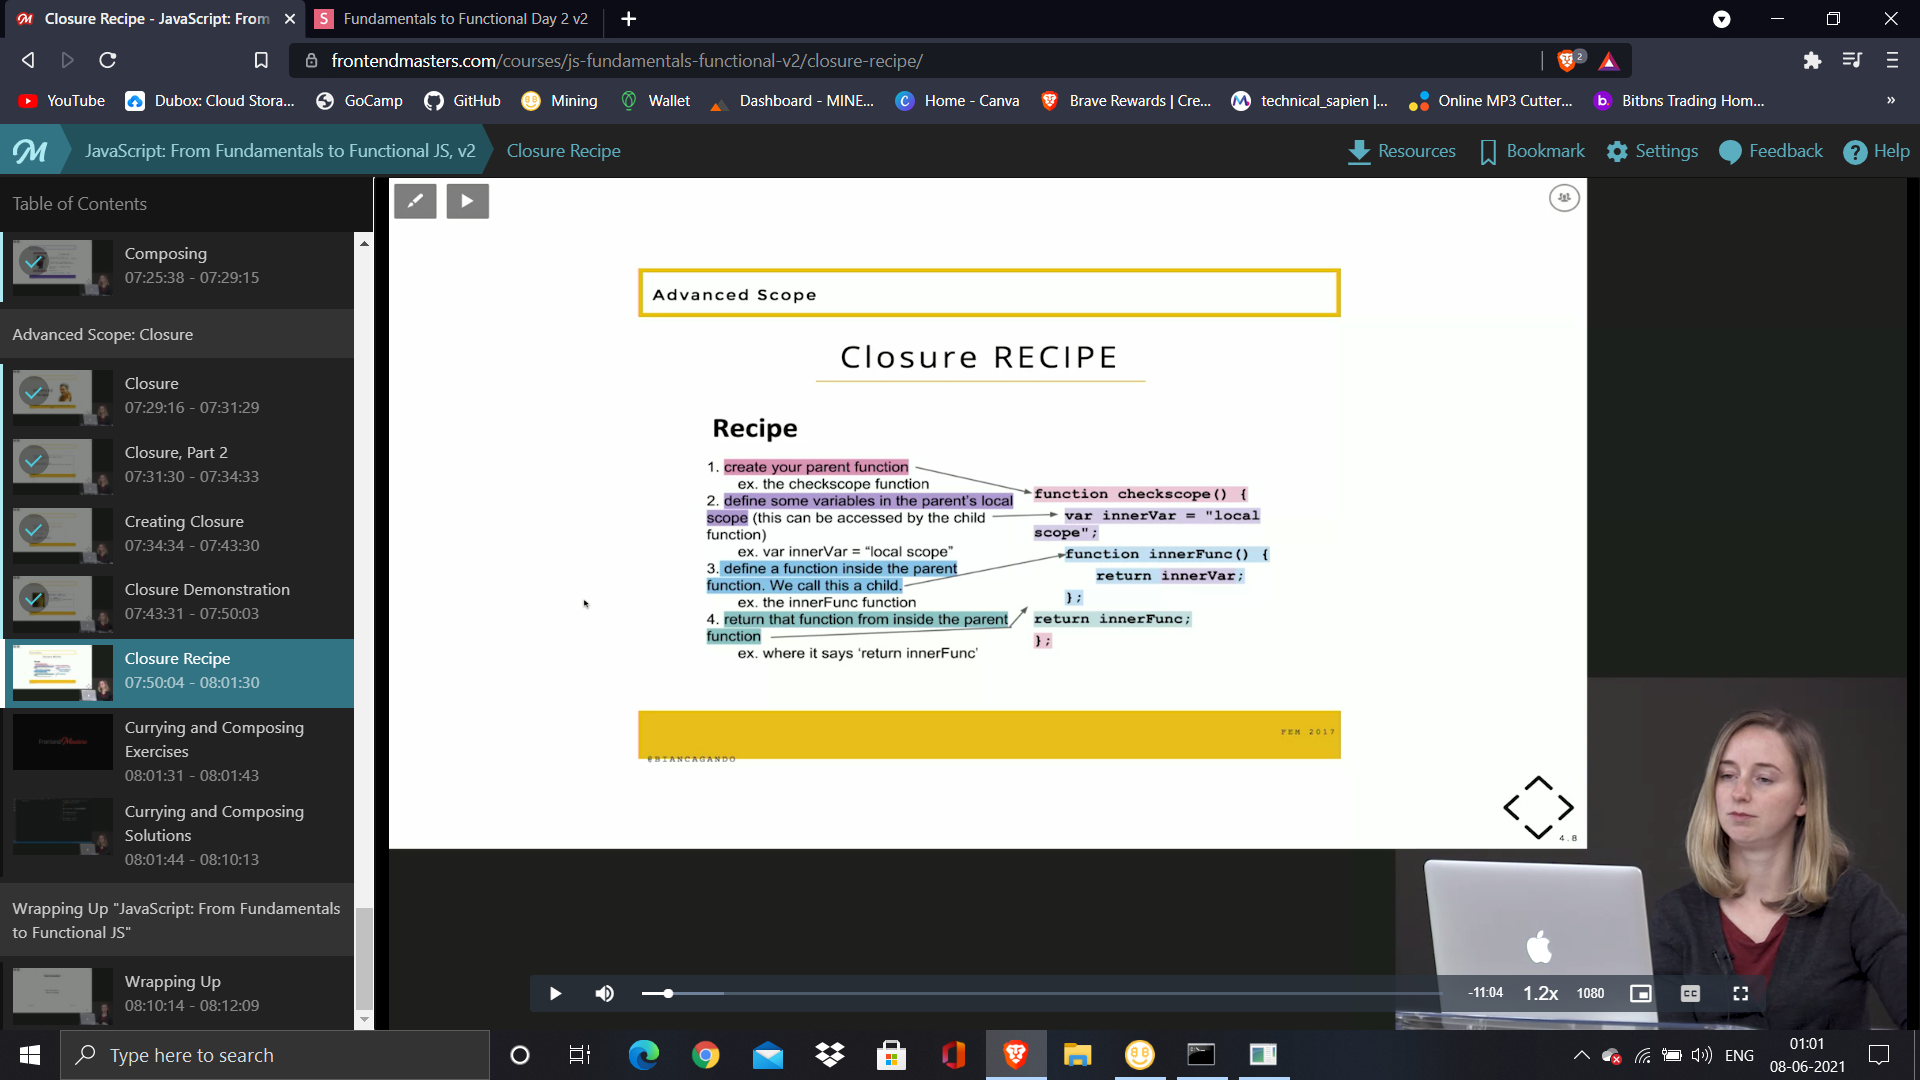 Closure Recipe - JavaScript: From
S Fundamentals to Functional Day 2 v2
frontendmasters.com/courses/js-fundamentals-functional-v2/closure-recipe/
2
YouTube
Dubox: Cloud Stora...
GoCamp
GitHub
Mining
Wallet
Dashboard - MINE...
Home - Canva
Brave Rewards | Cre...
technical_sapien |...
Online MP3 Cutter...
b. Bitbns Trading Hom...
»
JavaScript: From Fundamentals to Functional JS, v2
Closure Recipe
Resources
Bookmark
Settings
Feedback
Help
Table of Contents
Composing
07:25:38 - 07:29:15
Advanced Scope: Closure
Closure
07:29:16 - 07:31:29
Closure, Part 2
07:31:30 - 07:34:33
Creating Closure
07:34:34 - 07:43:30
Closure Demonstration
07:43:31 - 07:50:03
Closure Recipe
07:50:04 - 08:01:30
Currying and Composing
Exercises
08:01:31 - 08:01:43
Currying and Composing
Solutions
08:01:44 - 08:10:13
Wrapping Up "JavaScript: From Fundamentals
to Functional JS"
Wrapping Up
08:10:14 - 08:12:09
Advanced Scope
Closure RECIPE
Recipe
1. create your parent function
ex. the checkscope function
2. define some variables in the parent's local
scope (this can be accessed by the child
function)
ex. var innerVar = “local scope”
3. define a function inside the parent
function. We call this a child.
ex. the innerFunc function
4. return that function from inside the parent
function
ex. where it says ‘return innerFunc’
function checkscope() {
var innerVar = "local
scope";
function innerFunc() {
return innerVar;
};
return innerFunc;
};
FEM 2017
@BIANCAGANDO
4.8
-11:04
1.2x
1080
CC
Type here to search
ENG
01:01
08-06-2021